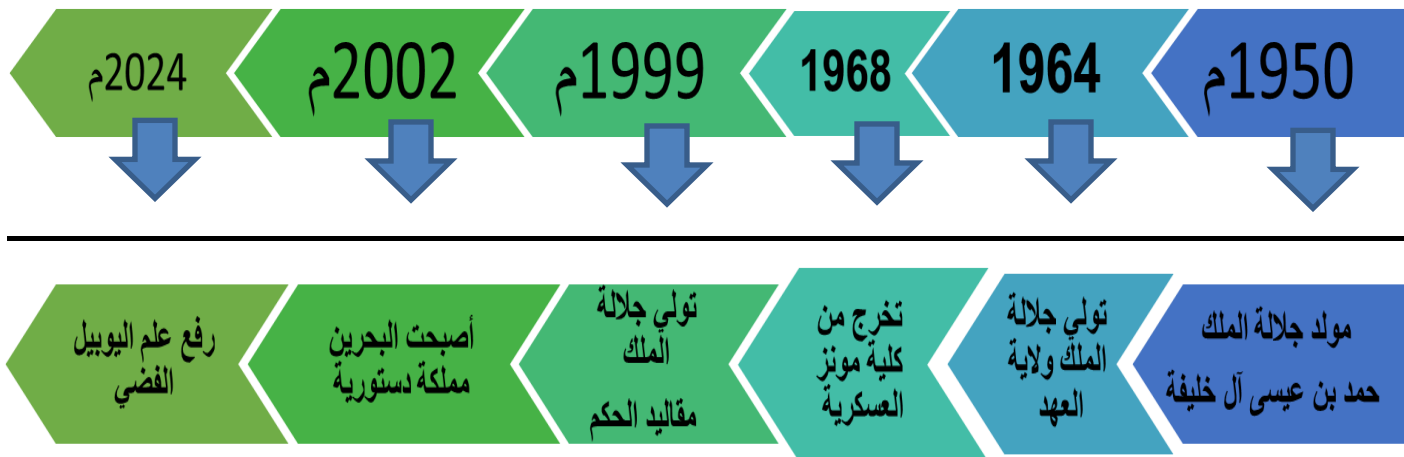 1950م
1964
1968
1999م
2002م
2024م
مولد جلالة الملك
حمد بن عيسى آل خليفة
تولي جلالة
الملك ولاية
العهد
تخرج من
كلية مونز
العسكرية
تولي جلالة
الملك
مقاليد الحكم
أصبحت البحرين
مملكة دستورية
رفع علم اليوبيل
الفضي